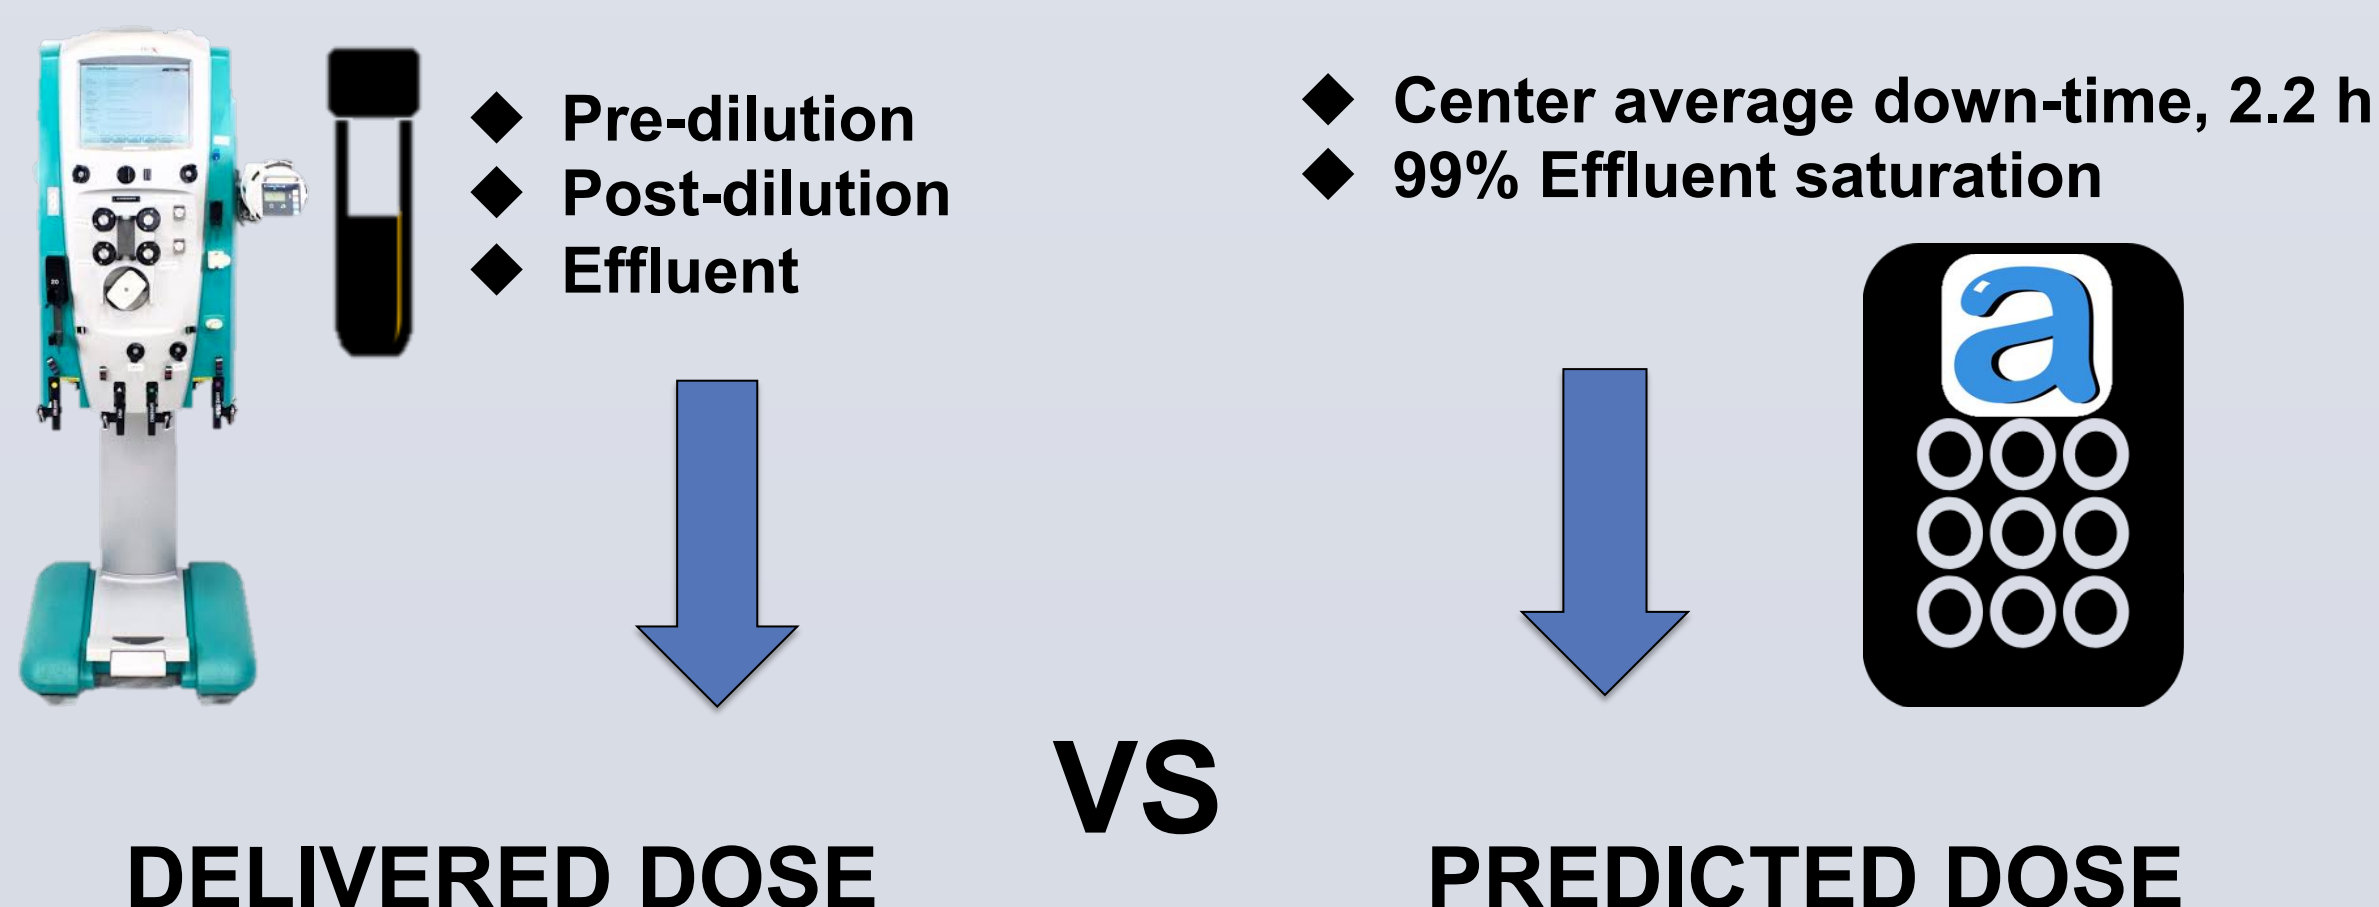 Pre-dilution
Post-dilution
Effluent
Center average down-time, 2.2 h
99% Effluent saturation
a
VS
DELIVERED DOSE
PREDICTED DOSE